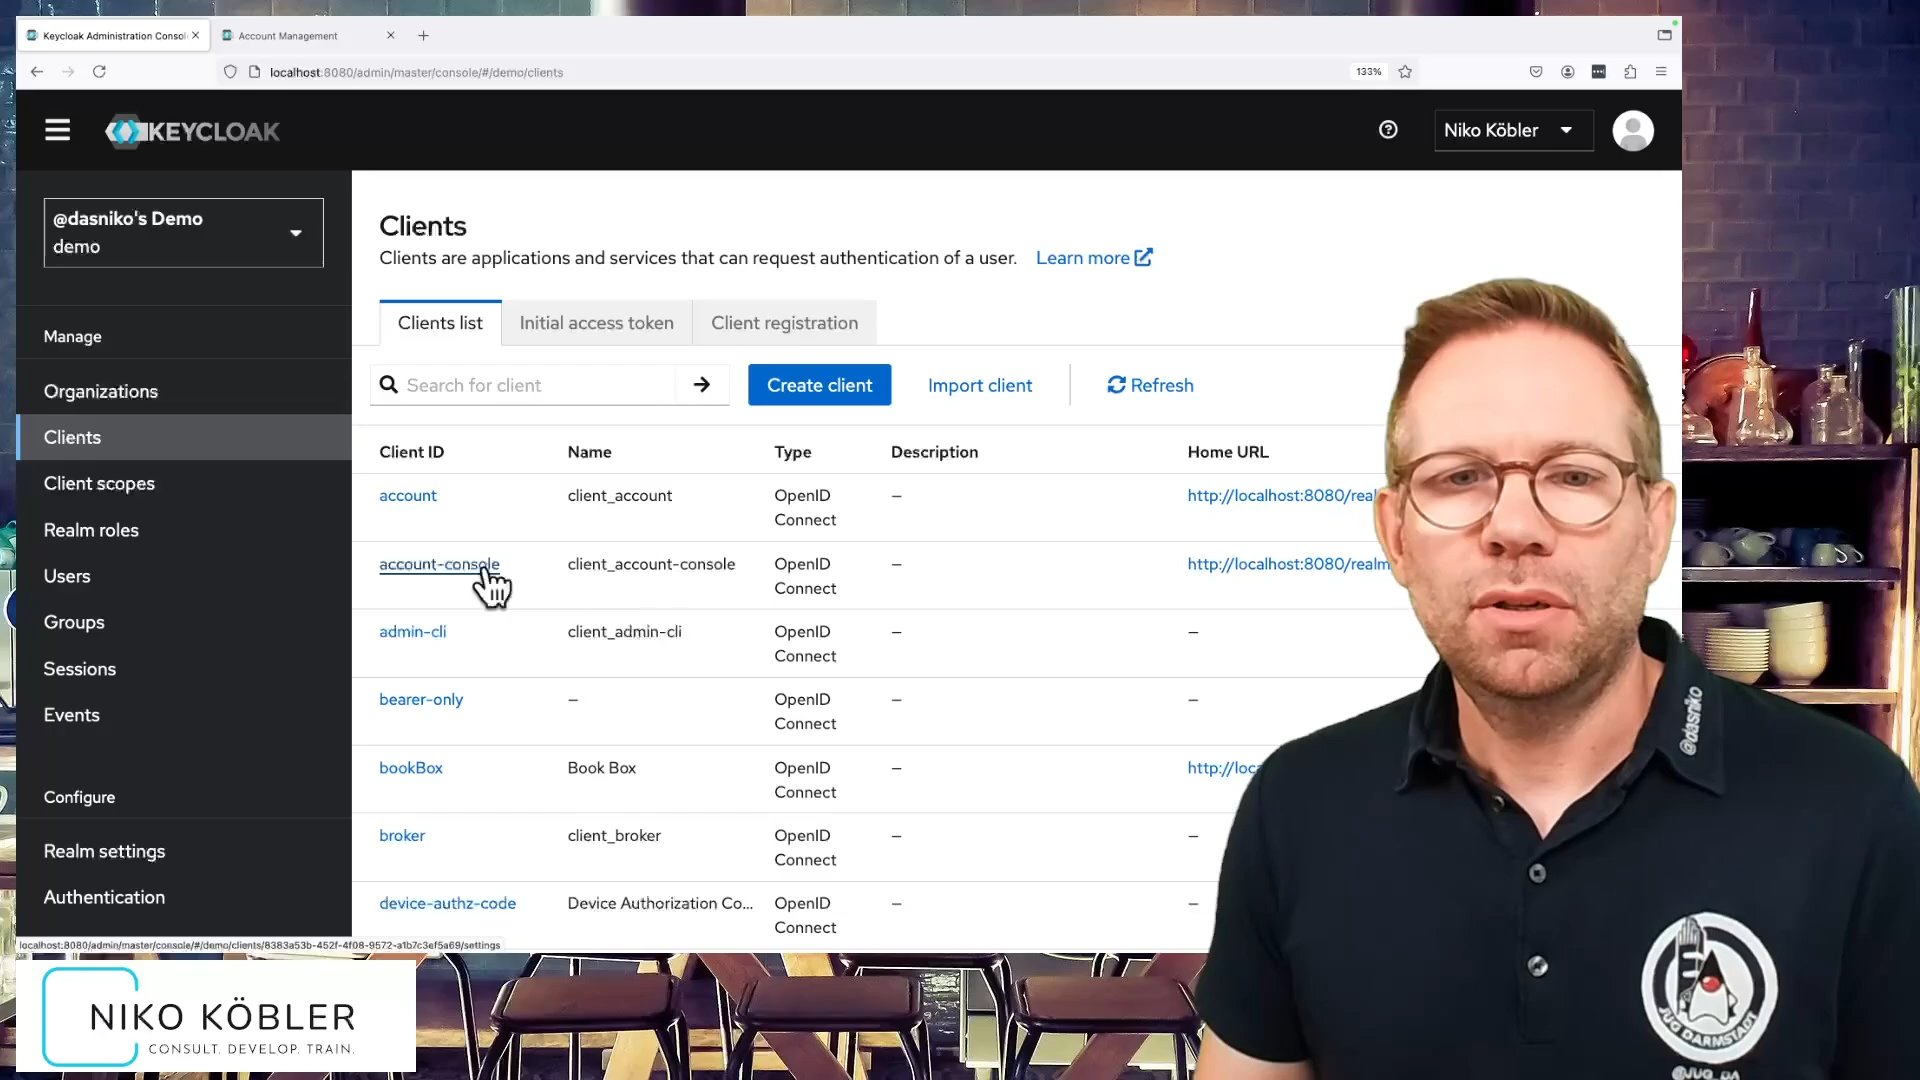 Keycloak Administration Consol
Account Management
localhost:8080/admin/master/console/#/demo/clients
133%
KEYCLOAK
Niko Köbler
@dasniko's Demo
demo
Manage
Organizations
Clients
Client scopes
Realm roles
Users
Groups
Sessions
Events
Configure
Realm settings
Authentication
Clients
Clients are applications and services that can request authentication of a user. Learn more
Clients list
Initial access token
Client registration
Search for client
Create client
Import client
Refresh
Client ID Name Type Description Home URL
account client_account OpenID Connect – http://localhost:8080/real
account-console client_account-console OpenID Connect – http://localhost:8080/realm
admin-cli client_admin-cli OpenID Connect – –
bearer-only – OpenID Connect – –
bookBox Book Box OpenID Connect – http://loc
broker client_broker OpenID Connect – –
device-authz-code Device Authorization Co... OpenID Connect – –
localhost:8080/admin/master/console/#/demo/clients/8383a53b-452f-4f08-9572-a1b7c3ef5a69/settings
NIKO KÖBLER
CONSULT. DEVELOP. TRAIN.
@dasniko
JUG DARMSTADT
@JUG_DA